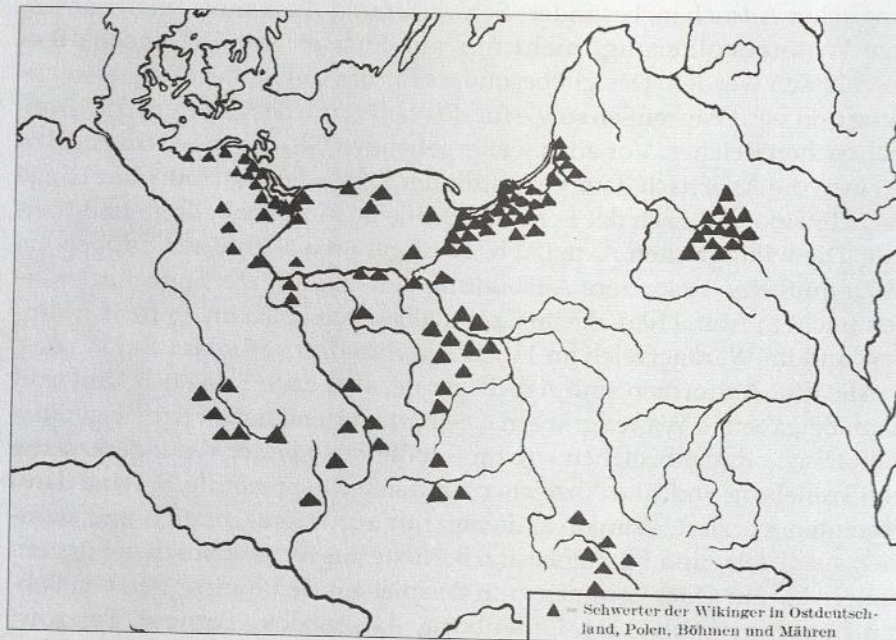 ▲ = Schwerter der Wikinger in Ostdeutsch-
land, Polen, Böhmen und Mähren